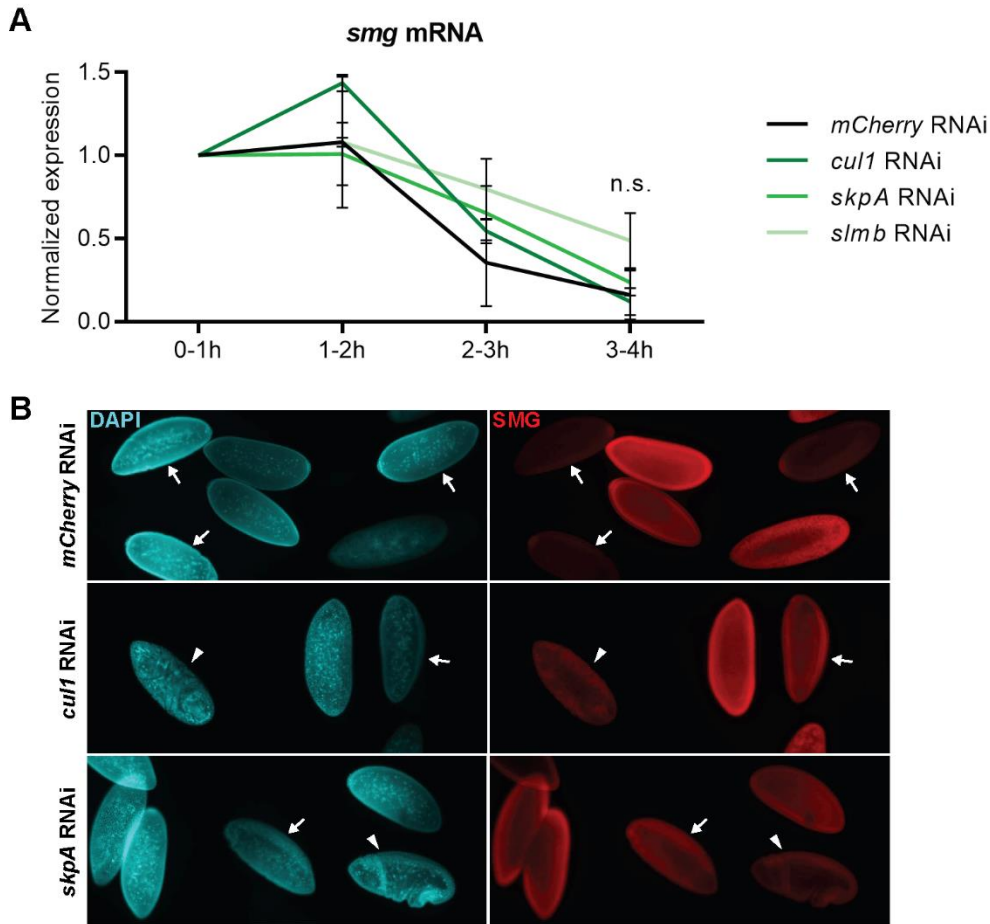 A
smg mRNA
Normalized expression
1.5
1.0
0.5
0.0
0-1h
1-2h
2-3h
3-4h
n.s.
mCherry RNAi
cul1 RNAi
skpA RNAi
slmb RNAi
B
DAPI
SMG
mCherry RNAi
cul1 RNAi
skpA RNAi